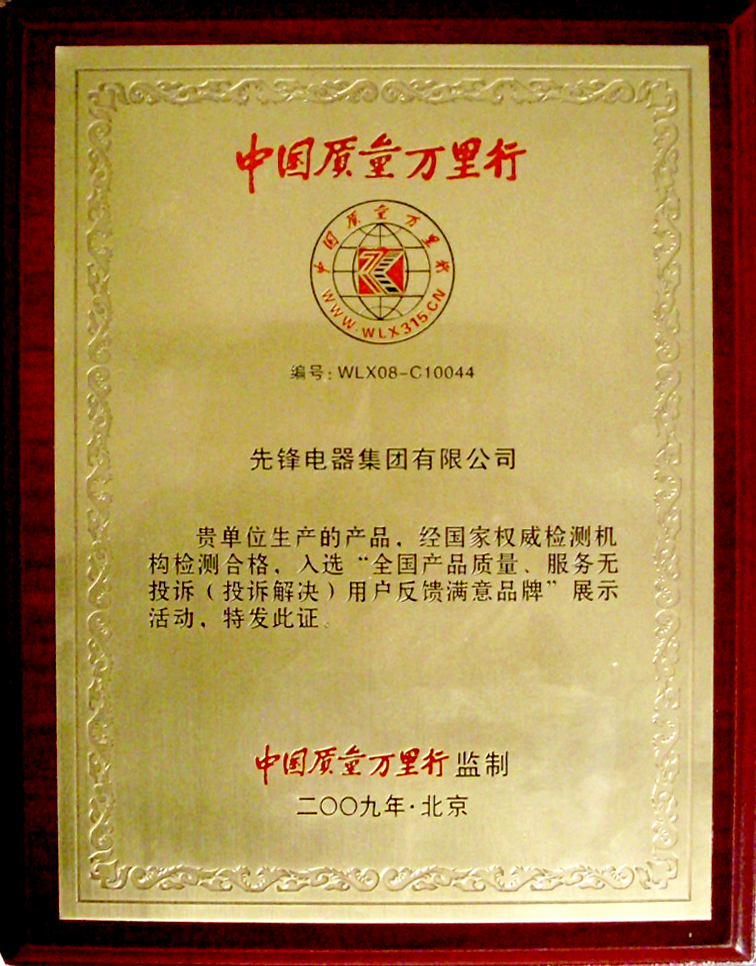 中国质量万里行
中国质量万里行
WWW.WLX315.CN
编号：WLX08-C10044
先锋电器集团有限公司
贵单位生产的产品，经国家权威检测机
构检测合格，入选“全国产品质量、服务无
投诉（投诉解决）用户反馈满意品牌”展示
活动，特发此证。
中国质量万里行监制
二〇〇九年·北京